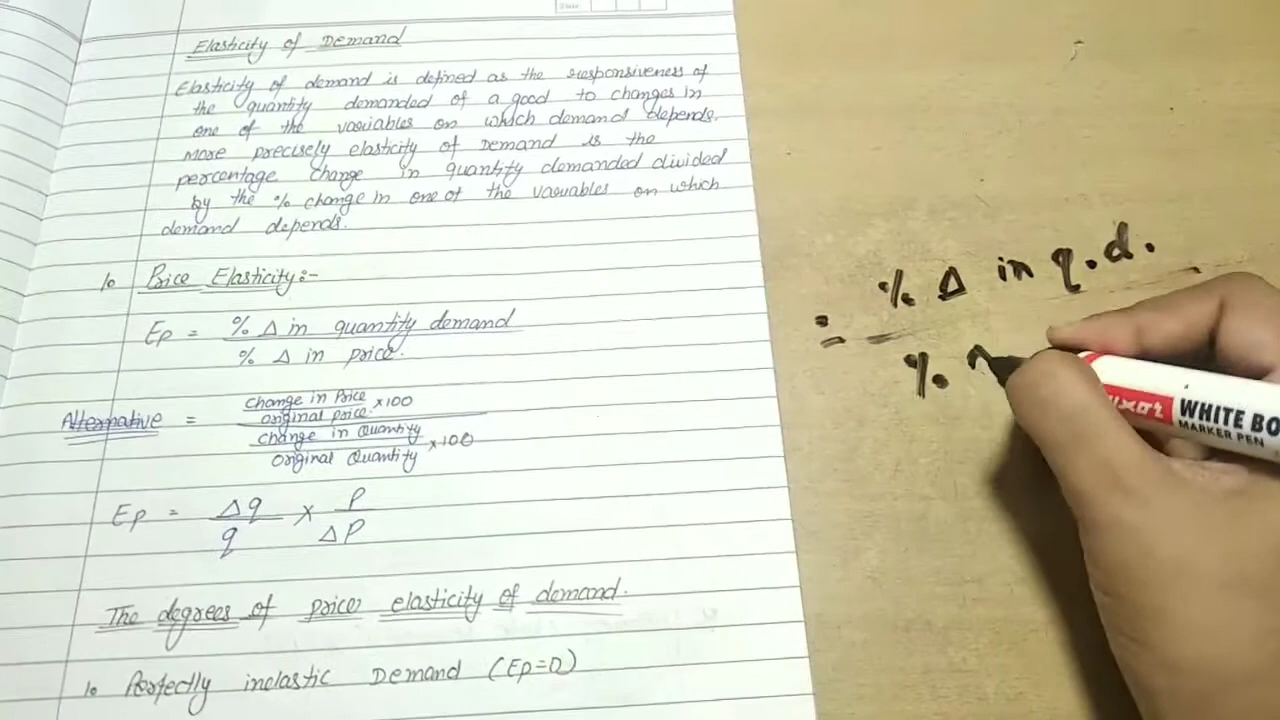 Elasticity of Demand
Elasticity of demand is defined as the responsiveness of
the quantity demanded of a good to changes in
one of the variables on which demand depends.
More precisely elasticity of Demand is the
percentage change in quantity demanded divided
by the % change in one of the variables on which
demand depends.
1. Price Elasticity:-
Ep = % Δ in quantity demand
% Δ in price.
Alternative = change in Price ×100
original price
change in Quantity ×100
Original Quantity
Ep = Δq × P
q ΔP
The degrees of price elasticity of demand.
1. Perfectly inelastic Demand (Ep=0)
= % Δ in q.d.
%
WHITE BO
MARKER PEN